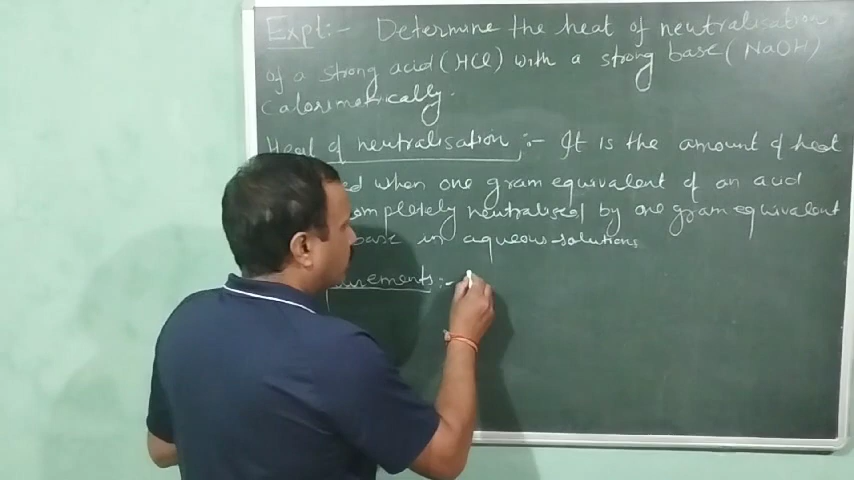 Expt:- Determine the heat of neutralisation
of a strong acid (HCl) with a strong base (NaOH)
Calorimetrically.
Heat of neutralisation :- It is the amount of heat
when one gram equivalent of an acid
completely neutralised by one gram equivalent
base in aqueous solutions